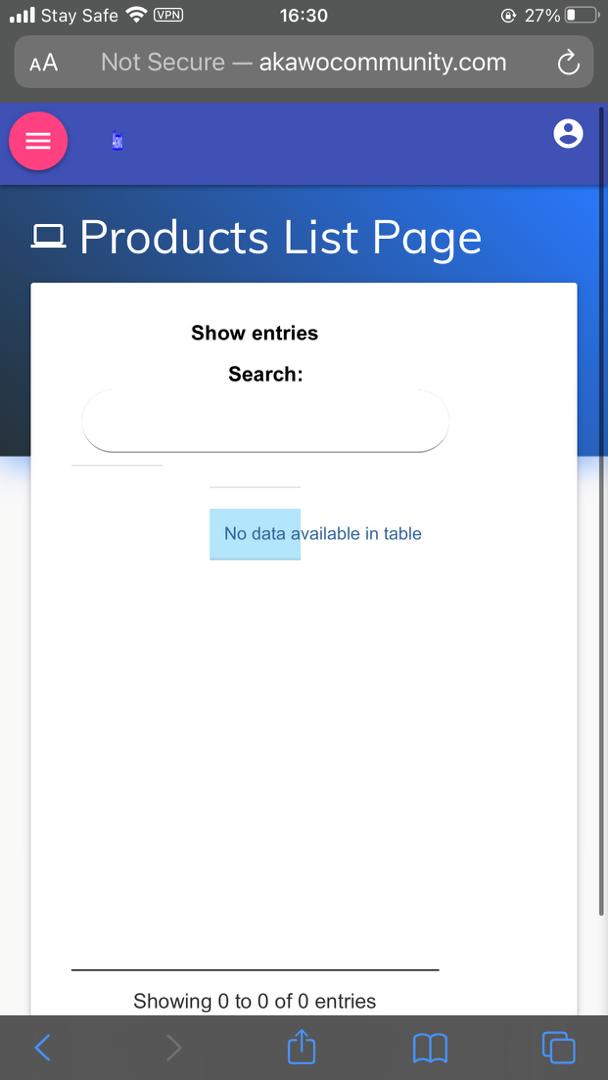 Stay Safe VPN 16:30 27%
AA Not Secure — akawocommunity.com
Products List Page
Show entries
Search:
No data available in table
Showing 0 to 0 of 0 entries